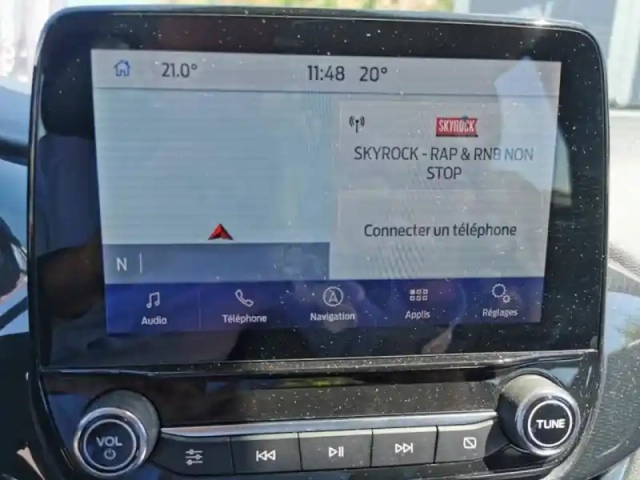 21.0° 11:48 20°
SKYROCK
SKYROCK - RAP & RNB NON
STOP
Connecter un téléphone
N
Audio Téléphone Navigation Applis Réglages
VOL TUNE